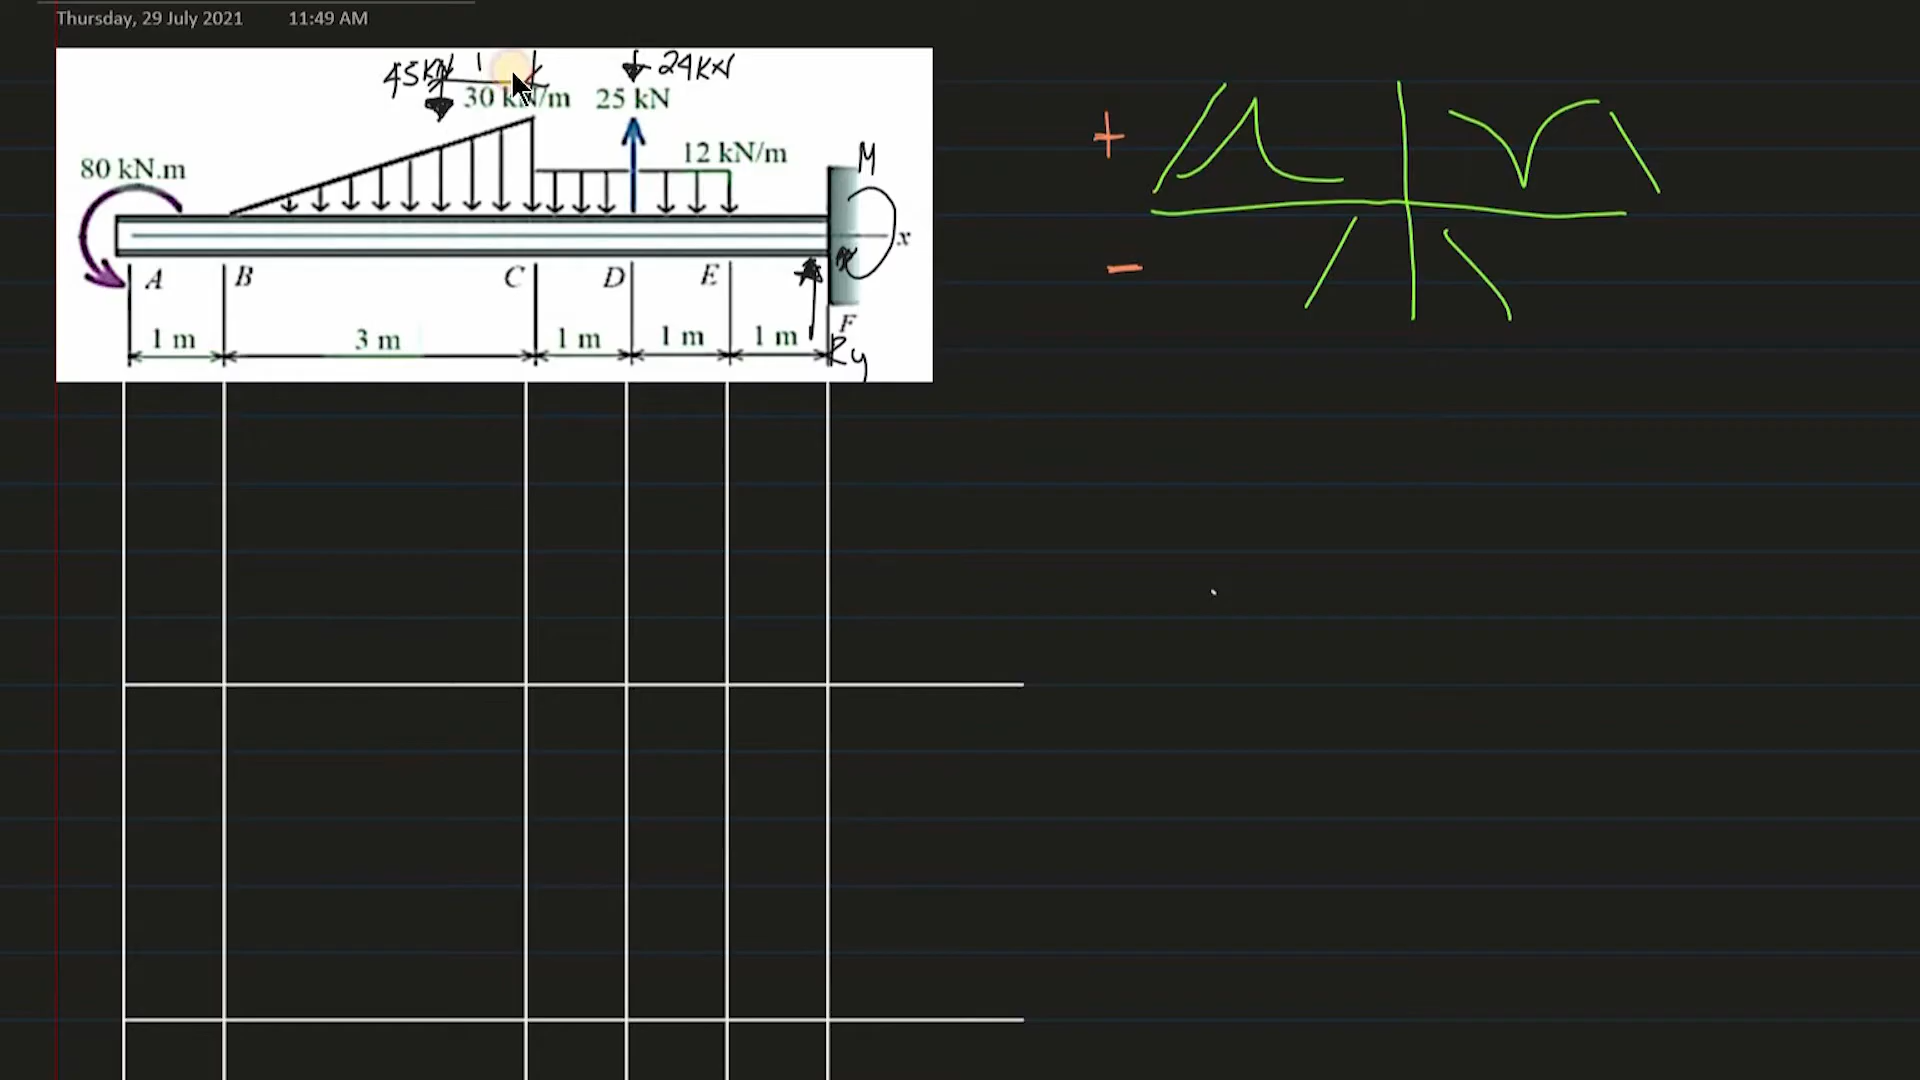 Thursday, 29 July 2021 11:49 AM
45kN 1 24KN
30 kN/m 25 kN
80 kN.m 12 kN/m M
x
A B C D E
1 m 3 m 1 m 1 m 1 m F
Ry
+
-